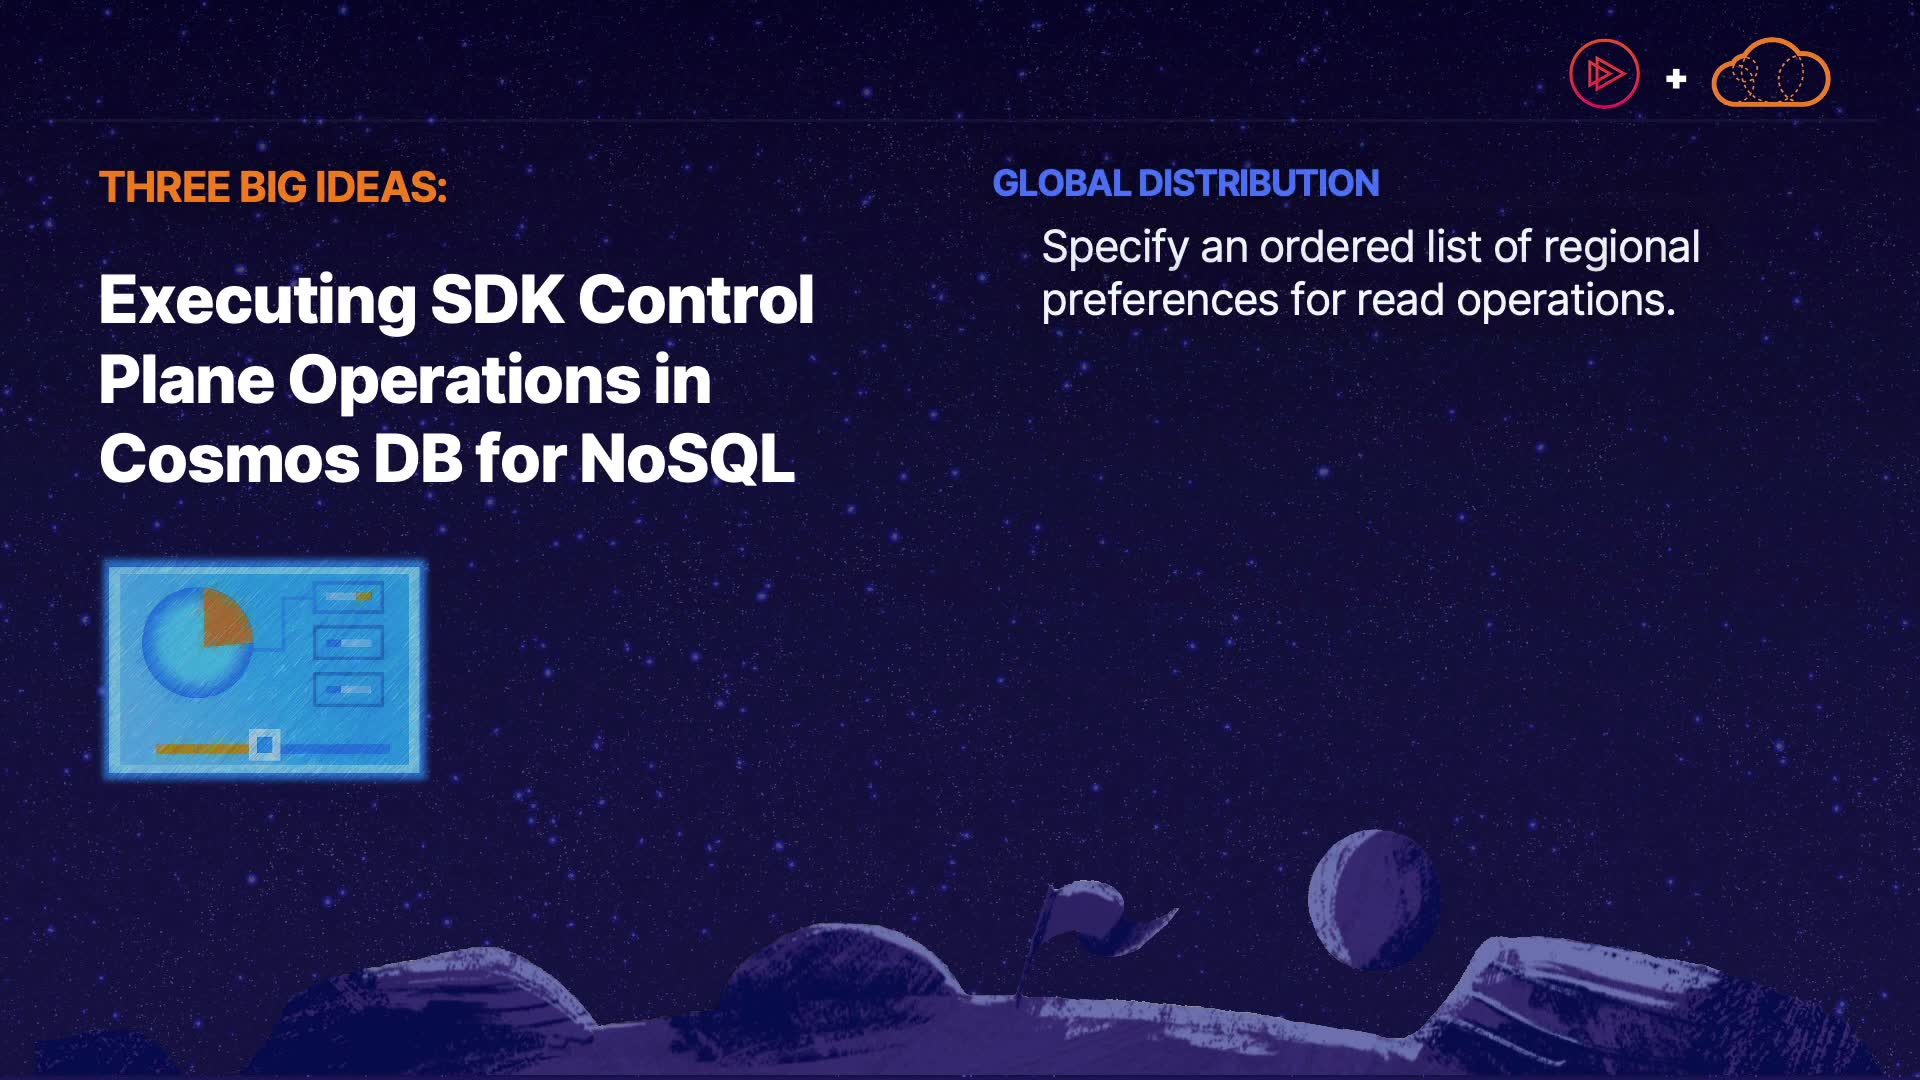 THREE BIG IDEAS:
Executing SDK Control
Plane Operations in
Cosmos DB for NoSQL
GLOBAL DISTRIBUTION
Specify an ordered list of regional
preferences for read operations.